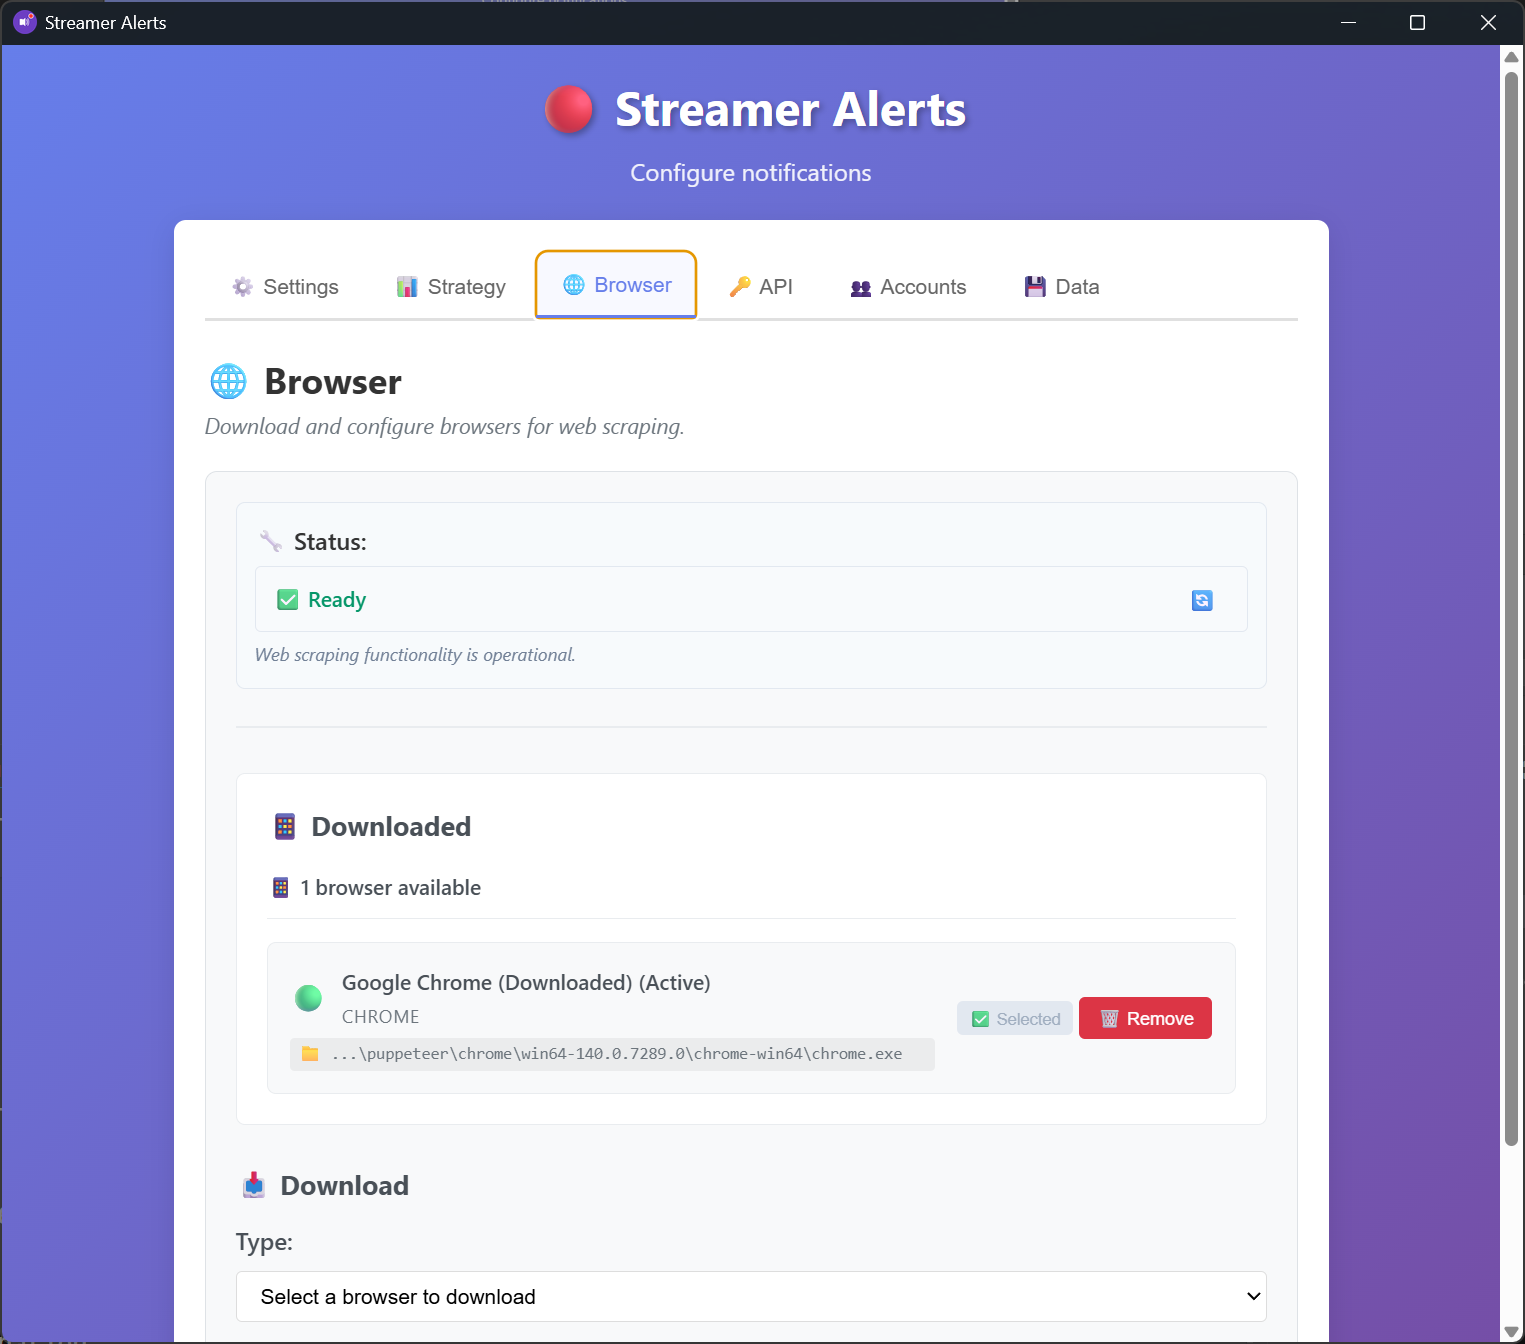 Streamer Alerts
Streamer Alerts
Configure notifications
Settings
Strategy
Browser
API
Accounts
Data
Browser
Download and configure browsers for web scraping.
Status:
Ready
Web scraping functionality is operational.
Downloaded
1 browser available
Google Chrome (Downloaded) (Active)
CHROME
...\puppeteer\chrome\win64-140.0.7289.0\chrome-win64\chrome.exe
Selected
Remove
Download
Type:
Select a browser to download